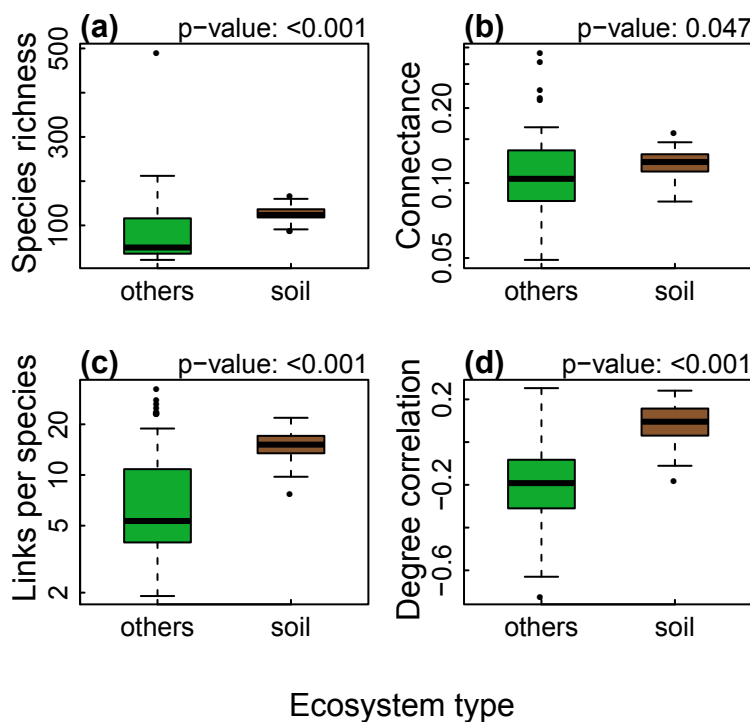 (a) p−value: <0.001
Species richness
500
300
100
others soil
(b) p−value: 0.047
Connectance
0.20
0.10
0.05
others soil
(c) p−value: <0.001
Links per species
20
10
5
2
others soil
(d) p−value: <0.001
Degree correlation
0.2
−0.2
−0.6
others soil
Ecosystem type